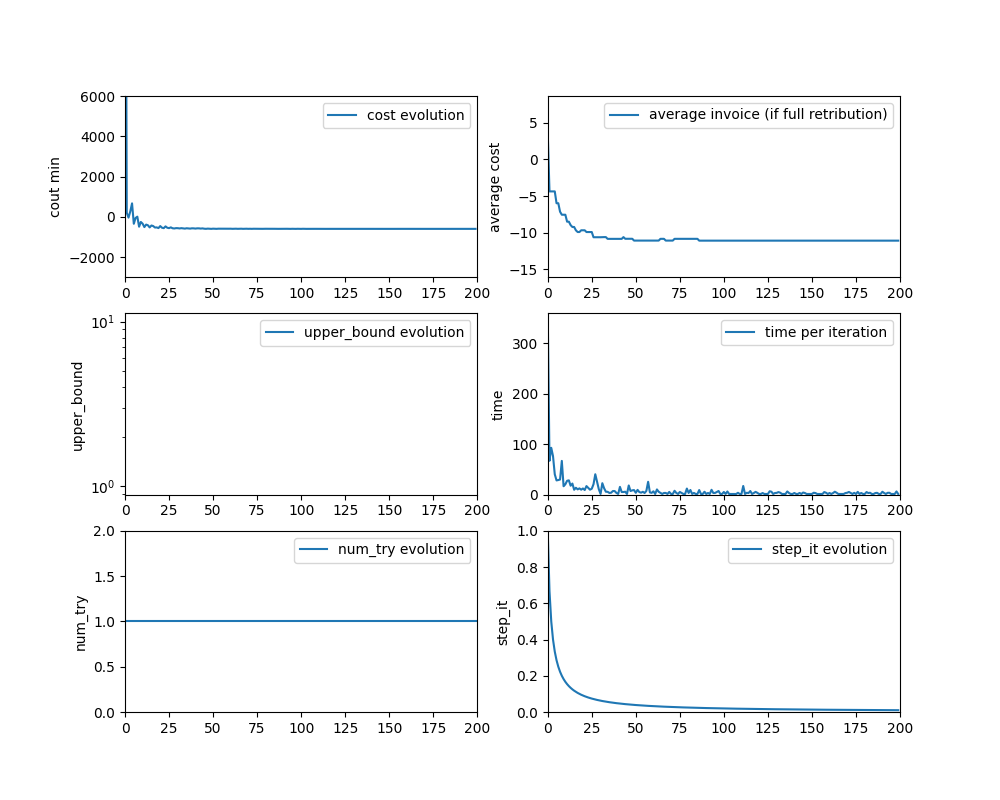 6000
4000
2000
0
−2000
cout min
cost evolution
0 25 50 75 100 125 150 175 200
5
0
−5
−10
−15
average cost
average invoice (if full retribution)
0 25 50 75 100 125 150 175 200
10¹
10⁰
upper_bound
upper_bound evolution
0 25 50 75 100 125 150 175 200
300
200
100
0
time
time per iteration
0 25 50 75 100 125 150 175 200
2.0
1.5
1.0
0.5
0.0
num_try
num_try evolution
0 25 50 75 100 125 150 175 200
1.0
0.8
0.6
0.4
0.2
0.0
step_it
step_it evolution
0 25 50 75 100 125 150 175 200